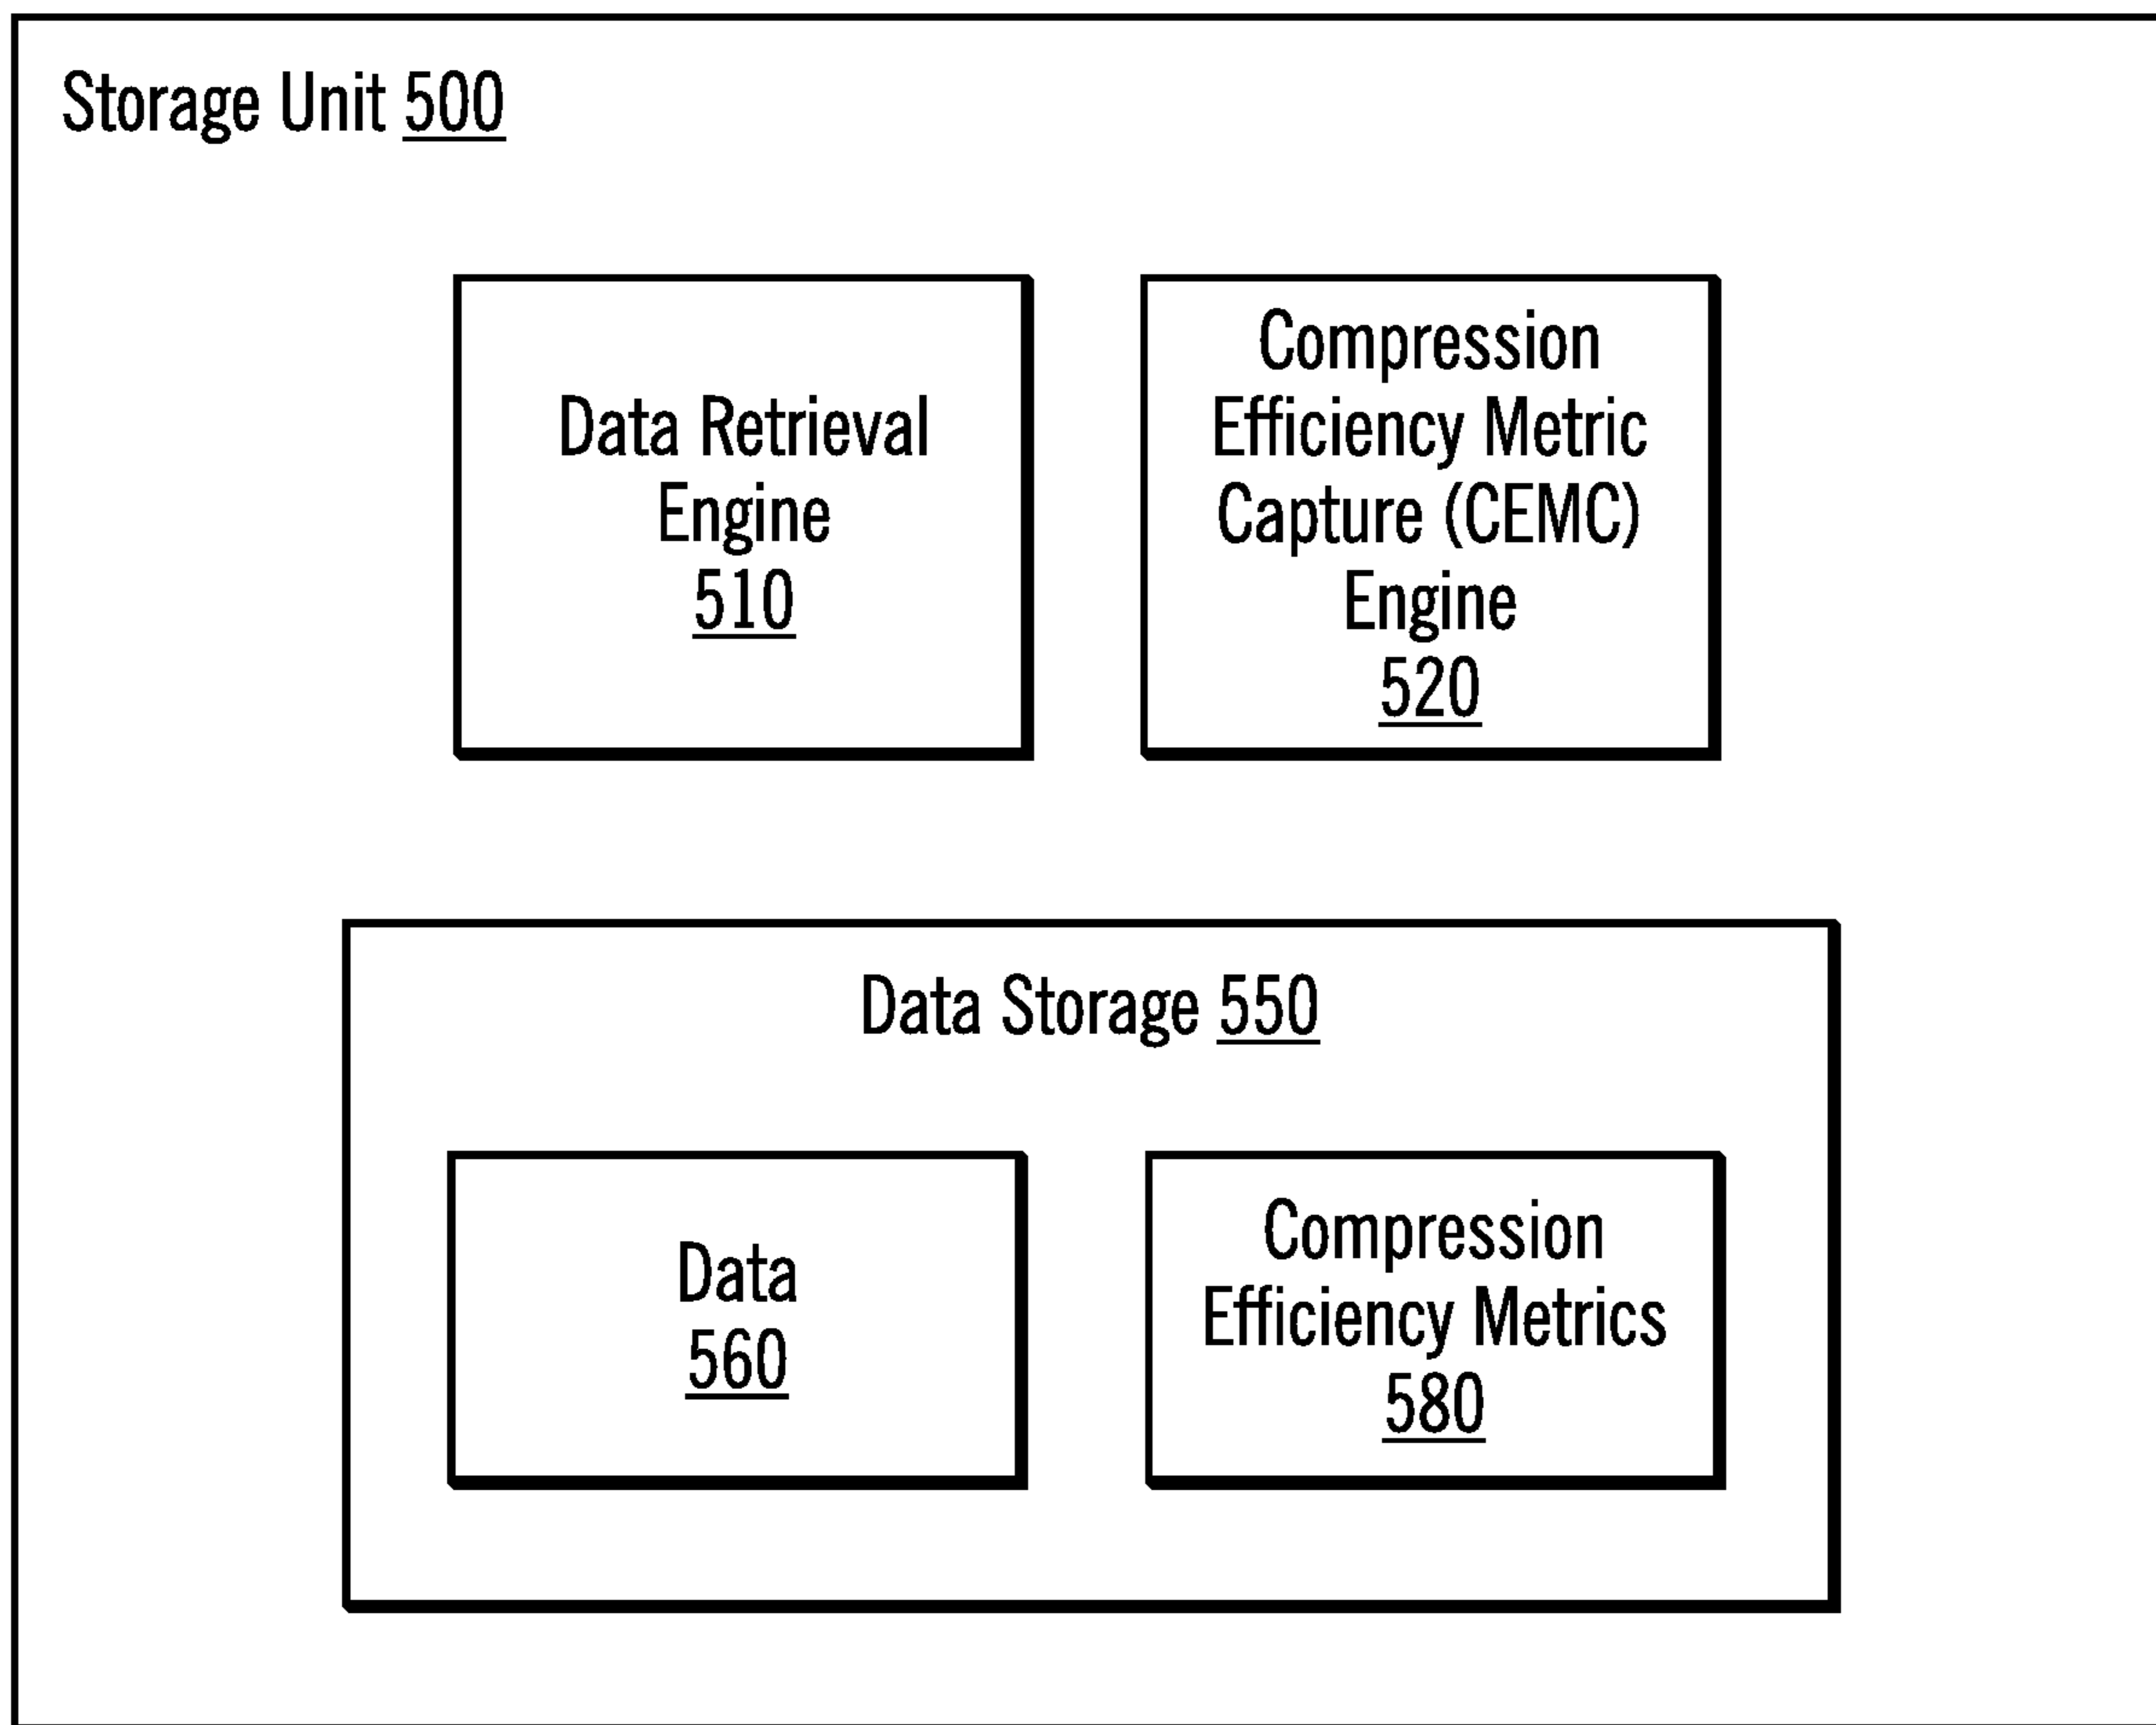 Storage Unit 500
Data Retrieval
Engine
510
Compression
Efficiency Metric
Capture (CEMC)
Engine
520
Data Storage 550
Data
560
Compression
Efficiency Metrics
580